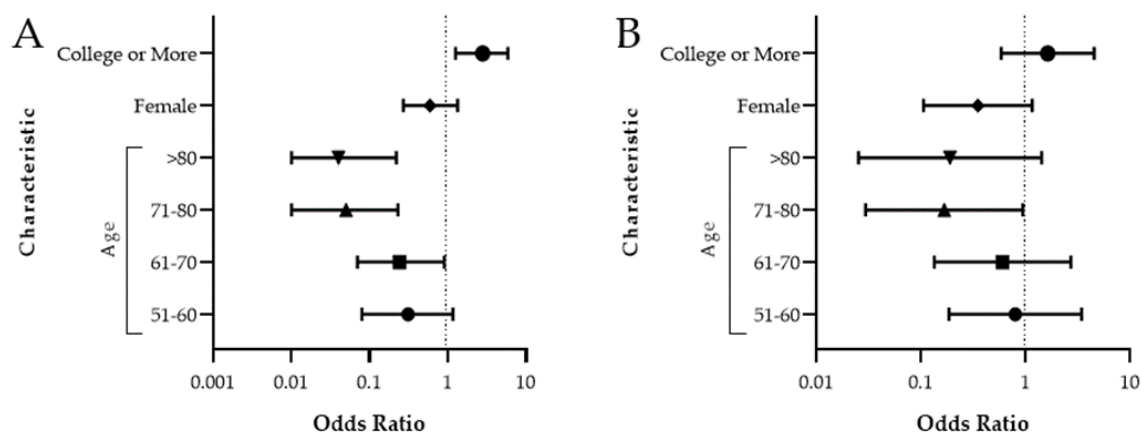 A
College or More
Female
>80
71-80
61-70
51-60
Characteristic
Age
0.001 0.01 0.1 1 10
Odds Ratio
B
College or More
Female
>80
71-80
61-70
51-60
Characteristic
Age
0.01 0.1 1 10
Odds Ratio